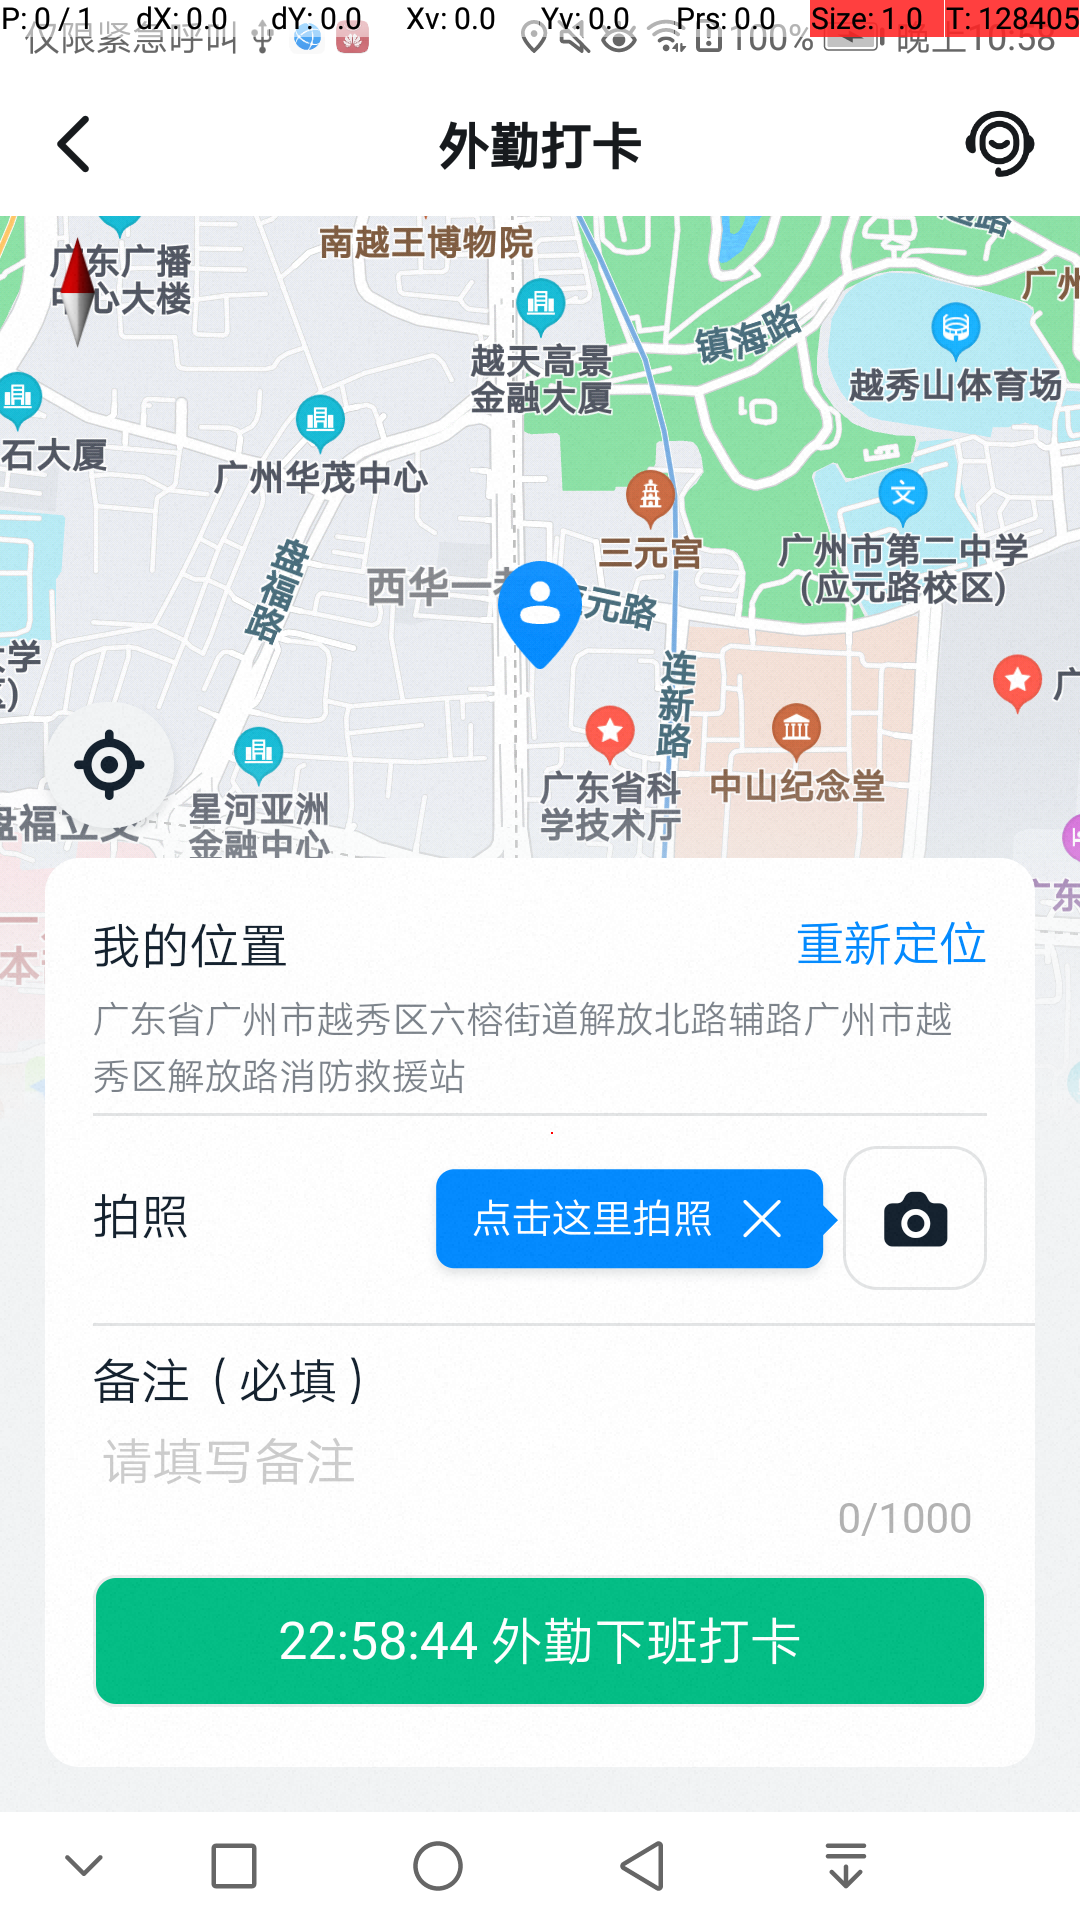 P: 0 / 1 dX: 0.0 dY: 0.0 Xv: 0.0 Yv: 0.0 Prs: 0.0 Size: 1.0 T: 128405
仅限紧急呼叫 100% 晚上10:58
外勤打卡
广东广播
中心大楼
南越王博物院
越天高景
金融大厦
镇海路
广州
越秀山体育场
石大厦
广州华茂中心
三元宫
广州市第二中学
(应元路校区)
盘福路
西华一巷
元路
连新路
学
广
中山纪念堂
广东省科
学技术厅
星河亚洲
金融中心
盘福立交
广东
本
我的位置 重新定位
广东省广州市越秀区六榕街道解放北路辅路广州市越
秀区解放路消防救援站
拍照 点击这里拍照
备注（必填）
请填写备注
0/1000
22:58:44 外勤下班打卡